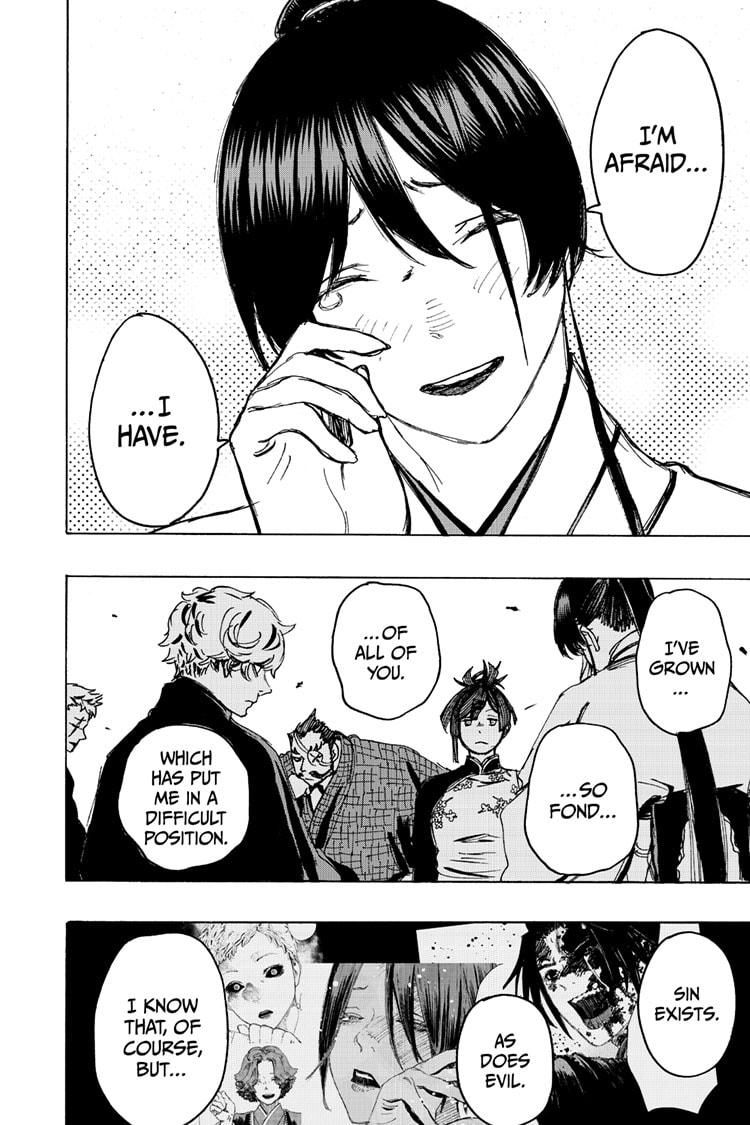 I'M
AFRAID...
...I
HAVE.
I'VE
GROWN
...
...SO
FOND...
...OF
ALL OF
YOU.
WHICH
HAS PUT
ME IN A
DIFFICULT
POSITION.
SIN
EXISTS.
AS
DOES
EVIL.
I KNOW
THAT, OF
COURSE,
BUT...